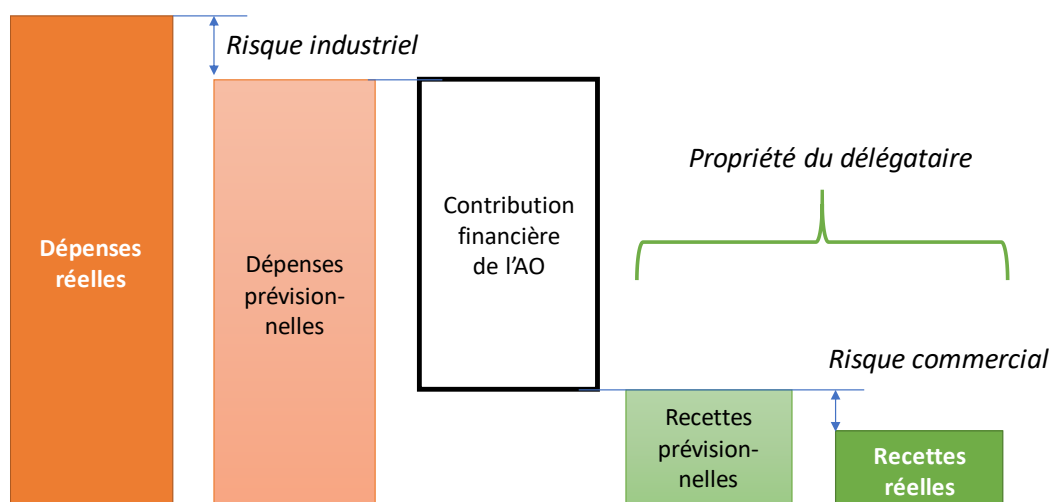 Risque industriel
Propriété du délégataire
Contribution
financière
de l'AO
Dépenses
réelles
Dépenses
prévision-
nelles
Risque commercial
Recettes
prévision-
nelles
Recettes
réelles